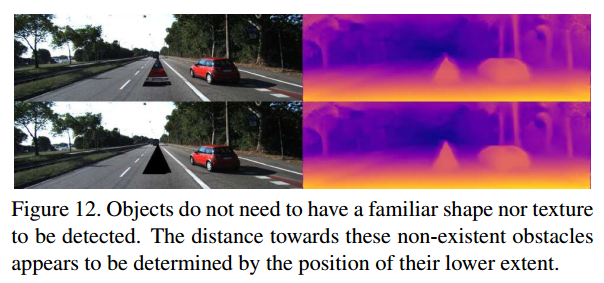 Figure 12. Objects do not need to have a familiar shape nor texture
to be detected. The distance towards these non-existent obstacles
appears to be determined by the position of their lower extent.